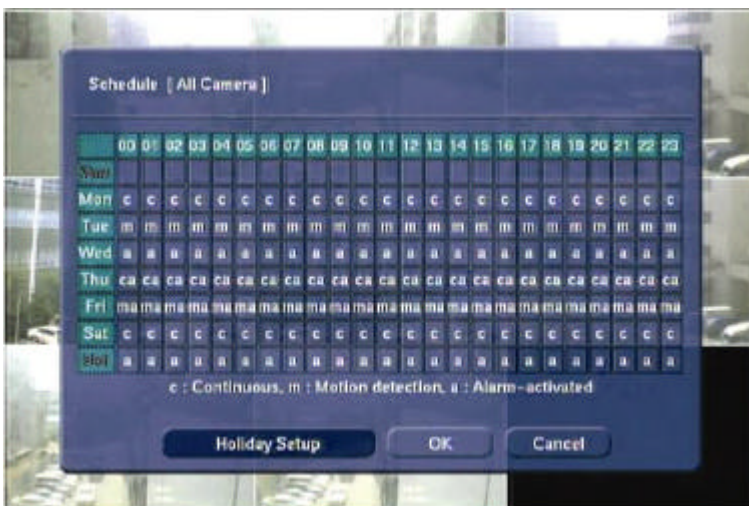 Schedule [ All Camera ]
00 01 02 03 04 05 06 07 08 09 10 11 12 13 14 15 16 17 18 19 20 21 22 23
Sun
Mon c c c c c c c c c c c c c c c c c c c c c c c c
Tue m m m m m m m m m m m m m m m m m m m m m m m m
Wed a a a a a a a a a a a a a a a a a a a a a a a a
Thu ca ca ca ca ca ca ca ca ca ca ca ca ca ca ca ca ca ca ca ca ca ca ca ca
Fri ma ma ma ma ma ma ma ma ma ma ma ma ma ma ma ma ma ma ma ma ma ma ma ma
Sat c c c c c c c c c c c c c c c c c c c c c c c c
Hol a a a a a a a a a a a a a a a a a a a a a a a a
c : Continuous, m : Motion detection, a : Alarm-activated
Holiday Setup OK Cancel